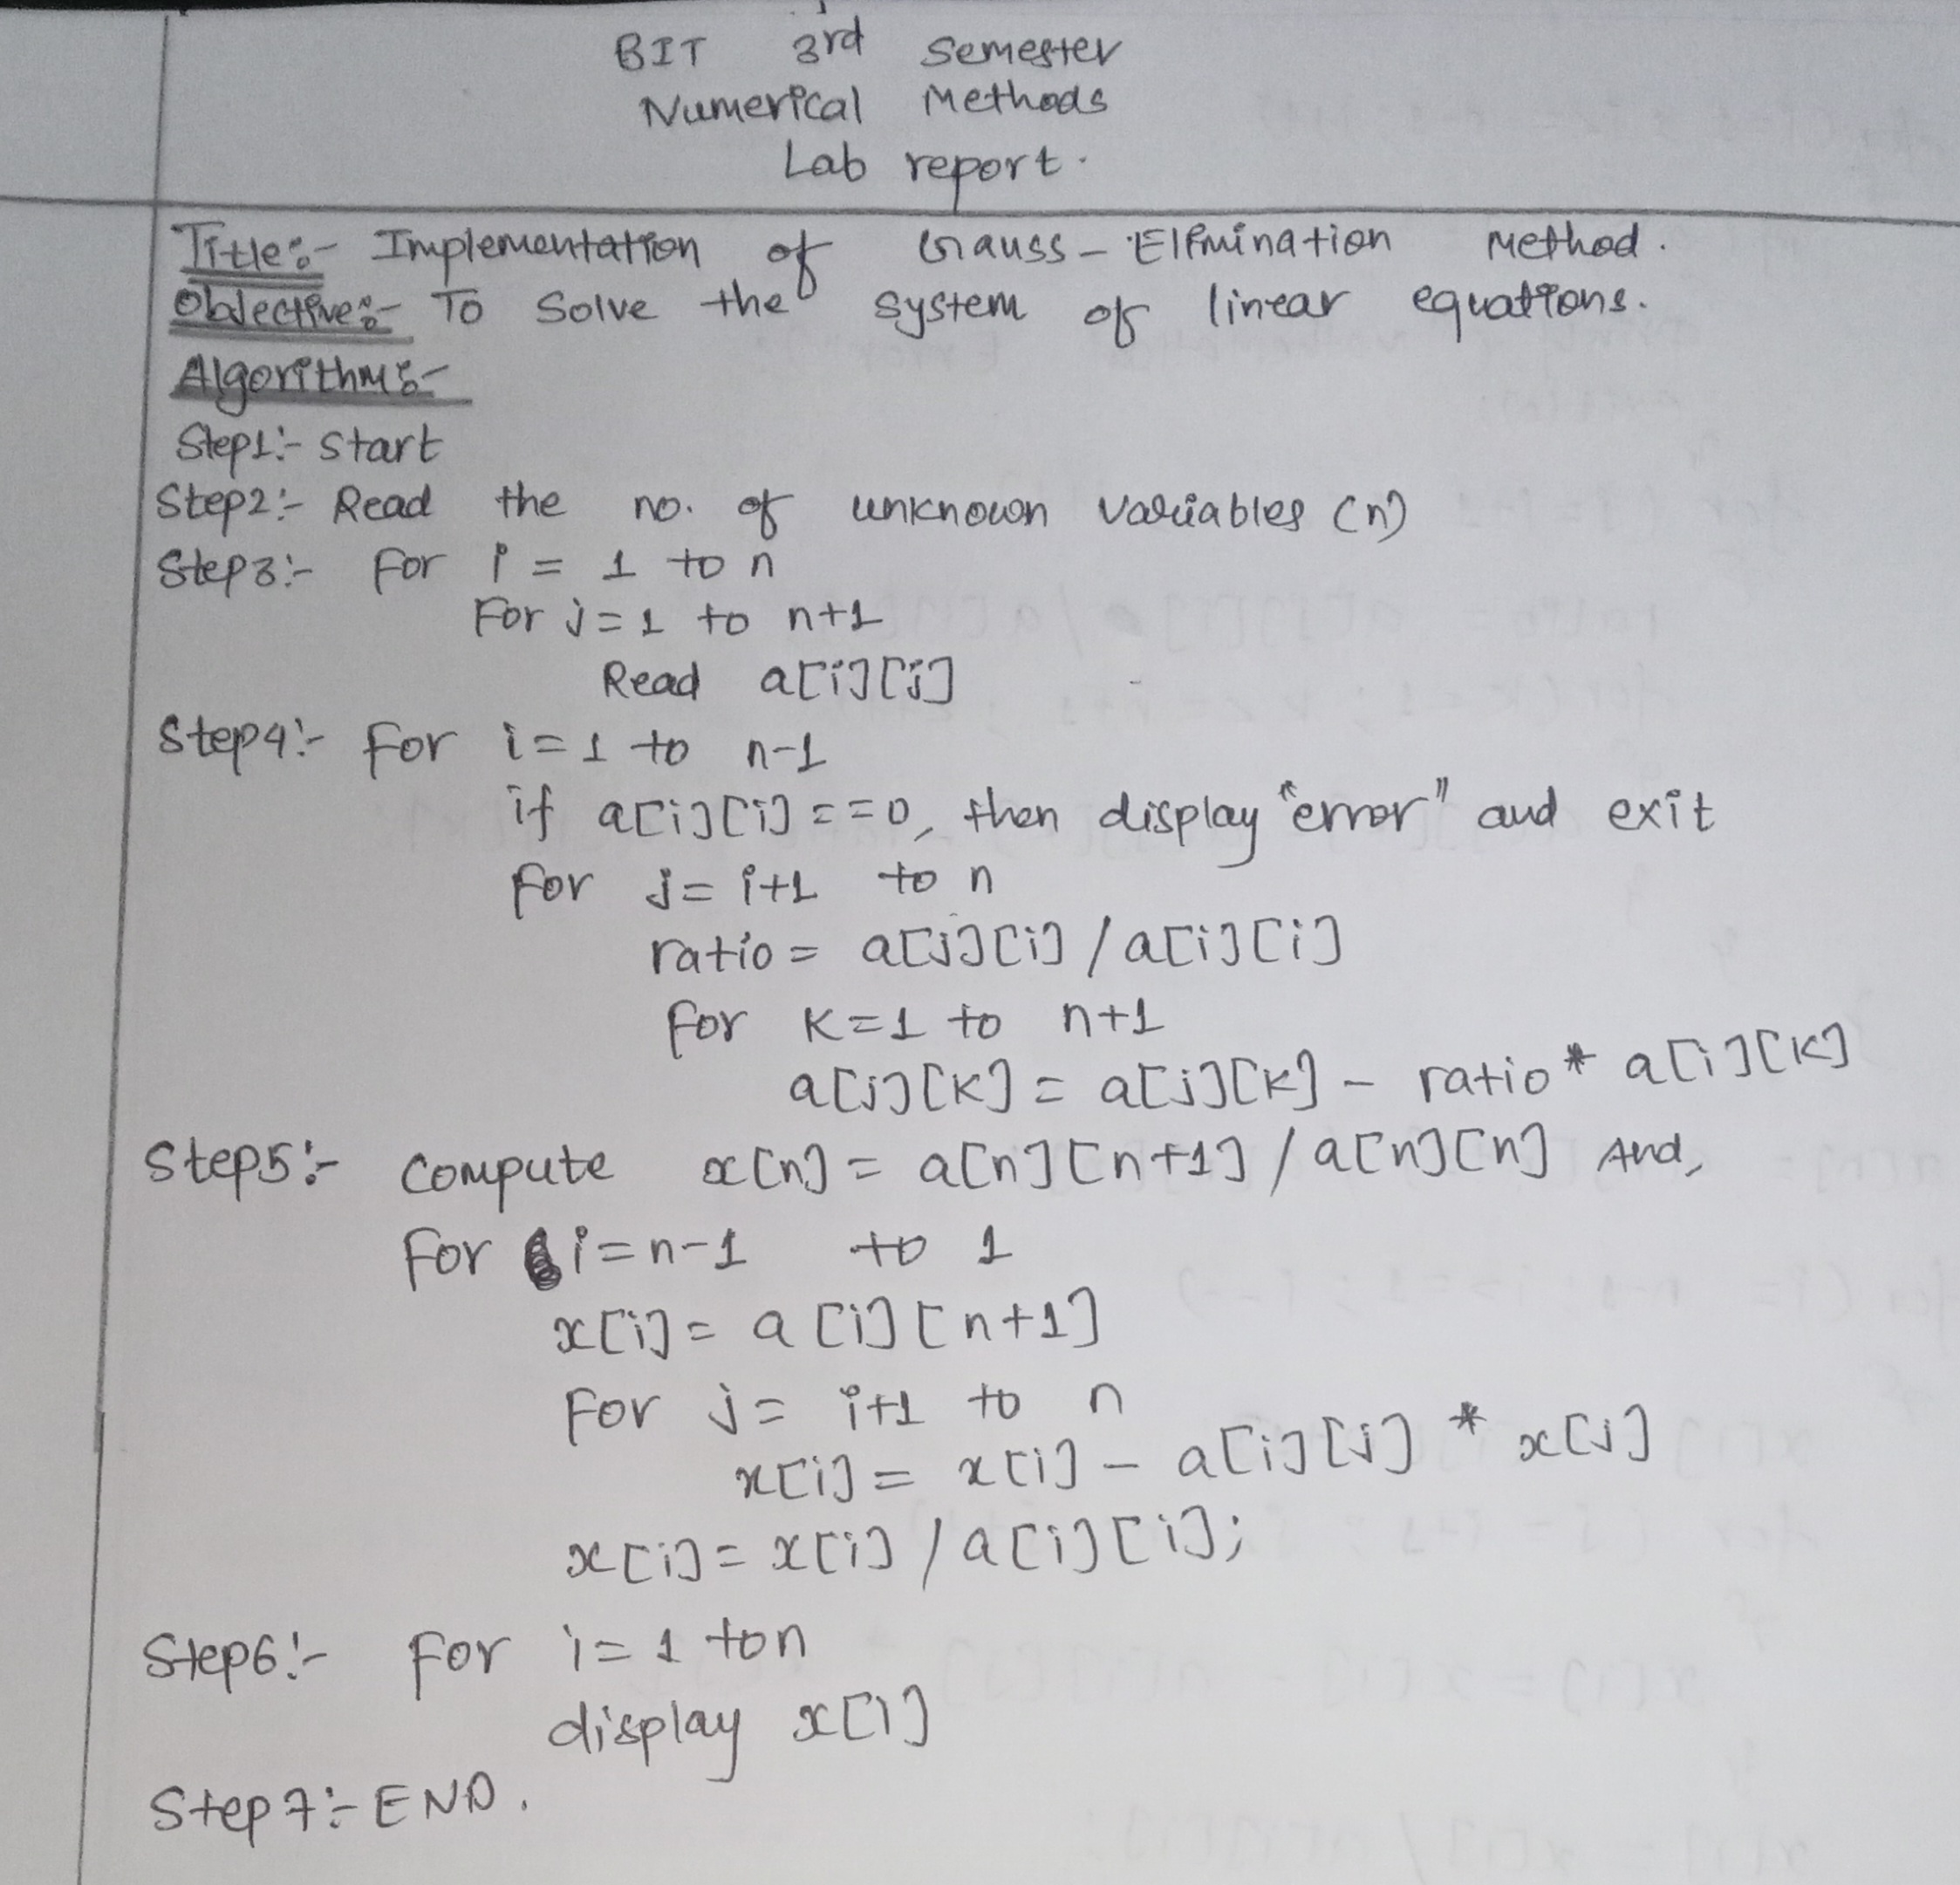 BIT 3rd Semester
Numerical Methods
Lab report.
Title:- Implementation of Gauss-Elimination Method.
Objective:- To Solve the system of linear equations.
Algorithm:-
Step1:- Start
Step2:- Read the no. of unknown variables (n)
Step3:- For i = 1 to n
For j=1 to n+1
Read a[i][j]
Step4:- For i=1 to n-1
if a[i][i]==0, then display "error" and exit
For j= i+1 to n
ratio= a[j][i] / a[i][i]
For K=1 to n+1
a[j][K] = a[j][K] - ratio * a[i][K]
Step5:- Compute x[n] = a[n][n+1] / a[n][n] And,
For i=n-1 to 1
x[i]= a[i][n+1]
For j= i+1 to n
x[i]= x[i] - a[i][j] * x[j]
x[i]= x[i] / a[i][i];
Step6:- For i=1 to n
display x[i]
Step7:- END.